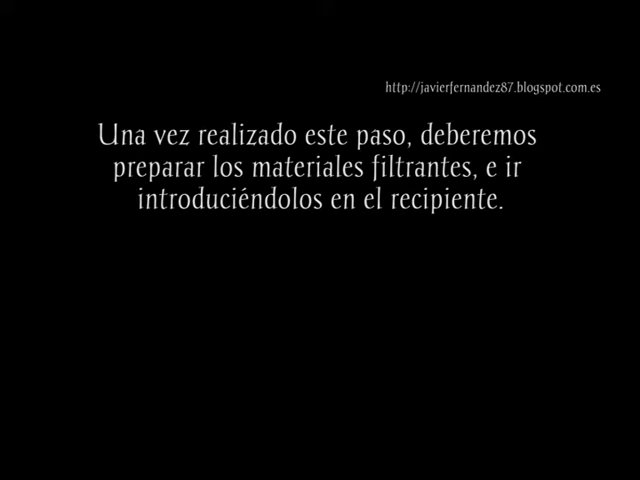 http://javierfernandez87.blogspot.com.es
Una vez realizado este paso, deberemos
preparar los materiales filtrantes, e ir
introduciéndolos en el recipiente.